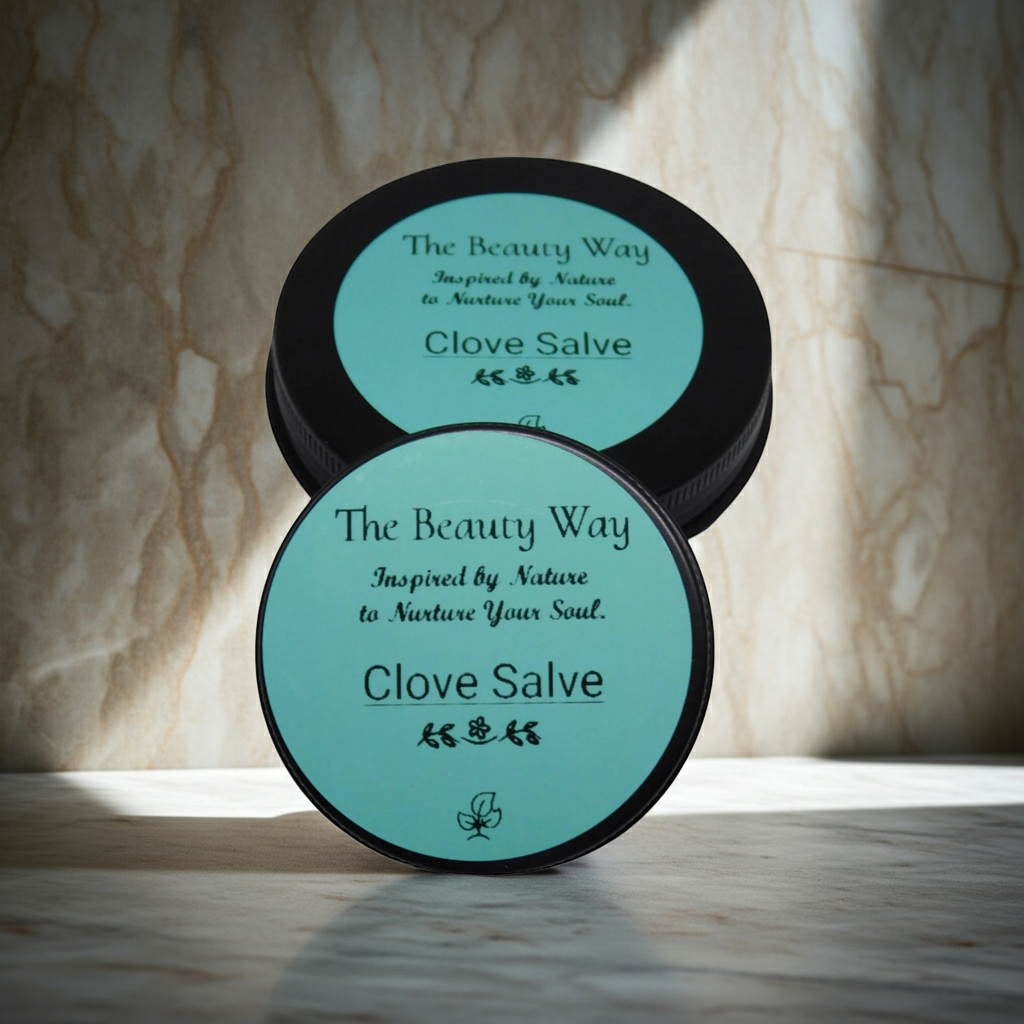 The Beauty Way
Inspired by Nature
to Nurture Your Soul.
Clove Salve
The Beauty Way
Inspired by Nature
to Nurture Your Soul.
Clove Salve